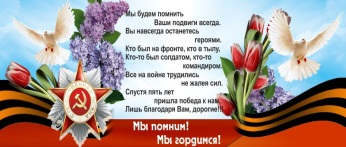 Мы будем помнить
Ваши подвиги всегда.
Вы навсегда останетесь
героями.
Кто был на фронте, кто в тылу,
Кто-то был солдатом, кто-то
командиром.
Все на войне трудились
не жалея сил.
Спустя пять лет
пришла победа к нам.
Лишь благодаря Вам, дорогие!!!
Мы помним!
Мы гордимся!